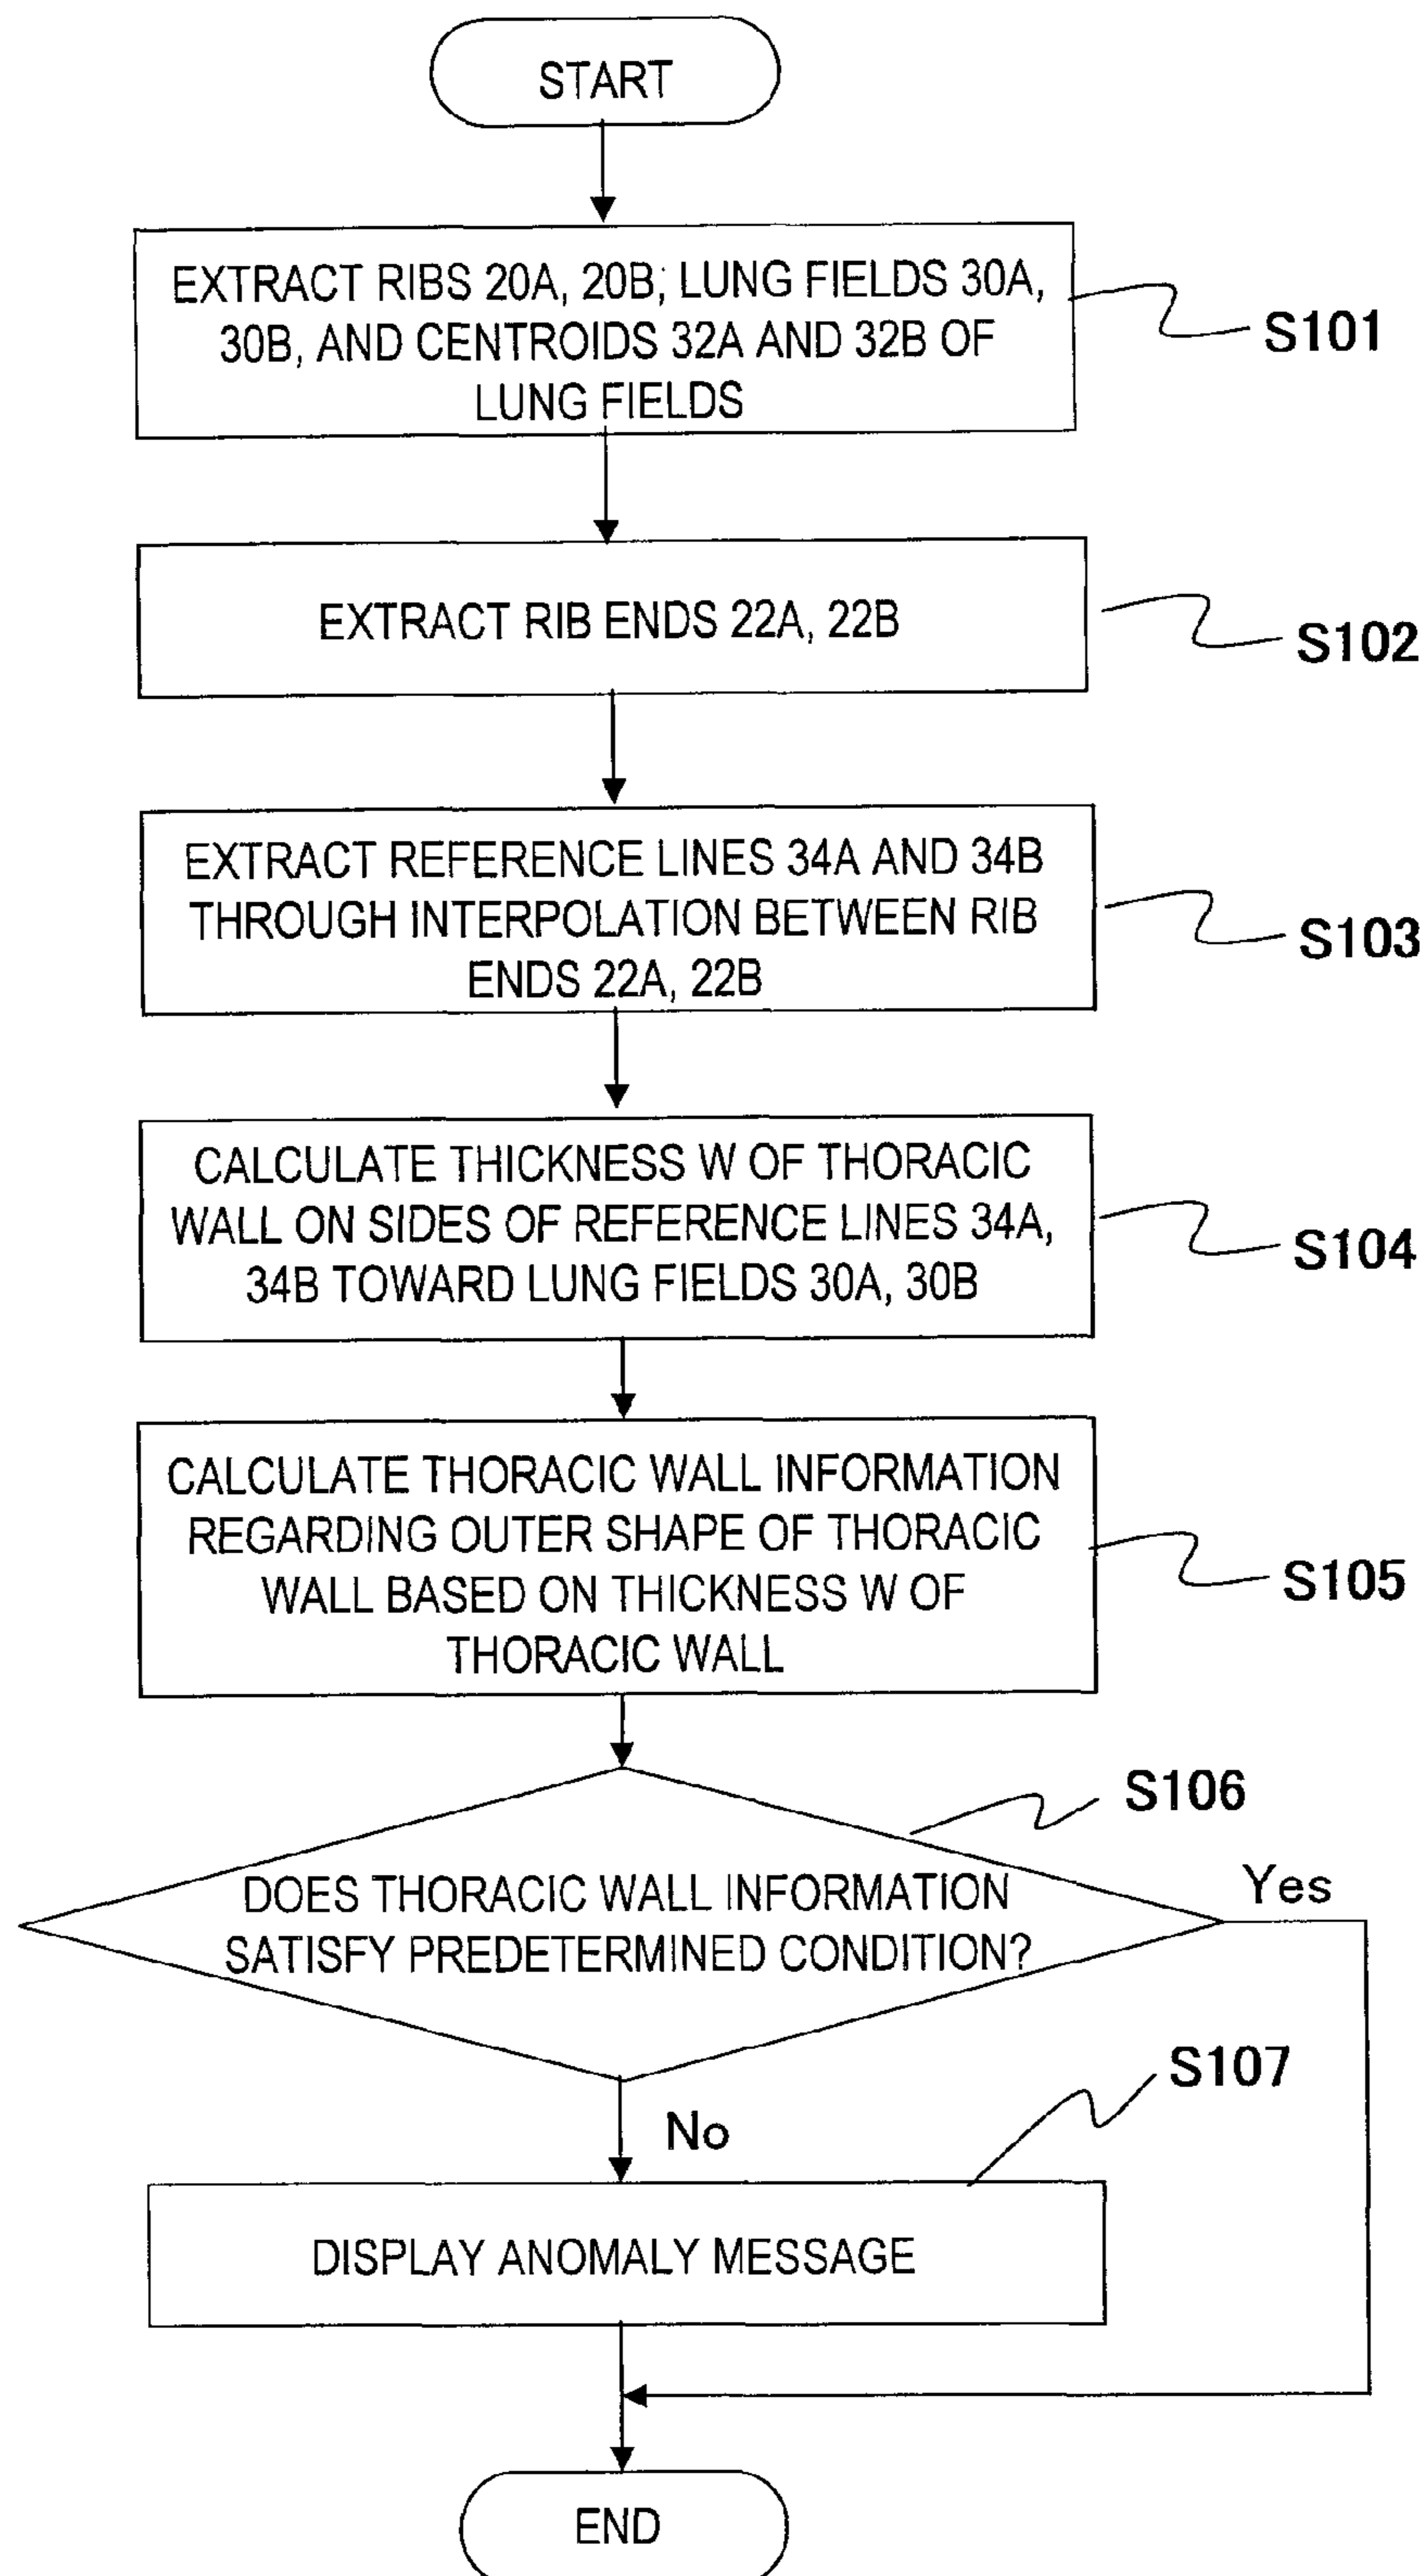 START
EXTRACT RIBS 20A, 20B; LUNG FIELDS 30A,
30B, AND CENTROIDS 32A AND 32B OF
LUNG FIELDS
S101
EXTRACT RIB ENDS 22A, 22B
S102
EXTRACT REFERENCE LINES 34A AND 34B
THROUGH INTERPOLATION BETWEEN RIB
ENDS 22A, 22B
S103
CALCULATE THICKNESS W OF THORACIC
WALL ON SIDES OF REFERENCE LINES 34A,
34B TOWARD LUNG FIELDS 30A, 30B
S104
CALCULATE THORACIC WALL INFORMATION
REGARDING OUTER SHAPE OF THORACIC
WALL BASED ON THICKNESS W OF
THORACIC WALL
S105
S106
DOES THORACIC WALL INFORMATION
SATISFY PREDETERMINED CONDITION?
Yes
No
S107
DISPLAY ANOMALY MESSAGE
END